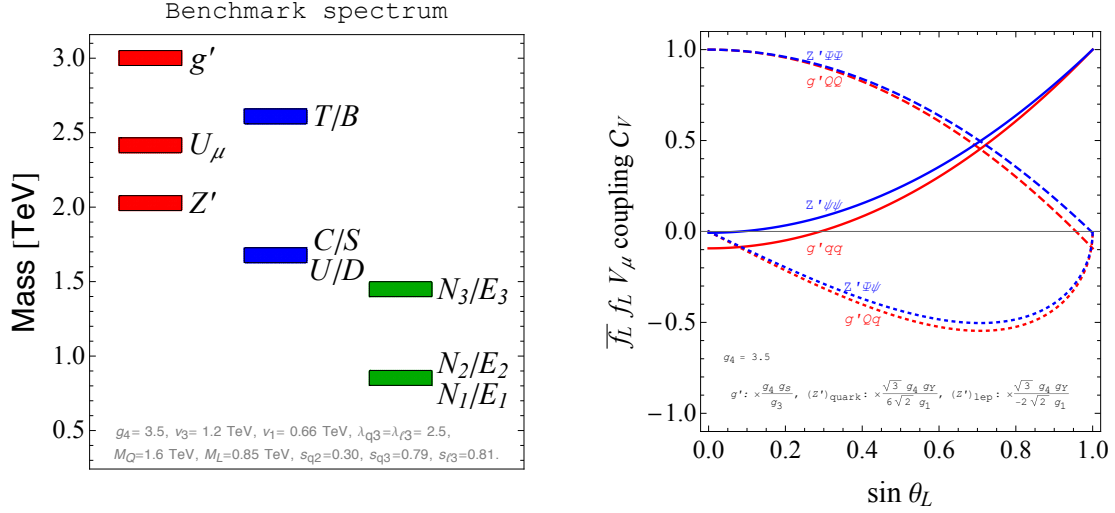 Benchmark spectrum
Mass [TeV]
3.0
2.5
2.0
1.5
1.0
0.5
g′
T/B
U_μ
Z′
C/S
U/D
N_3/E_3
N_2/E_2
N_1/E_1
g_4= 3.5, v_3= 1.2 TeV, v_1= 0.66 TeV, λ_q3=λ_ℓ3= 2.5,
M_Q=1.6 TeV, M_L=0.85 TeV, s_q2=0.30, s_q3=0.79, s_ℓ3=0.81.
\overline{f_L} f_L V_μ coupling C_V
1.0
0.5
0.0
−0.5
−1.0
Z′ΨΨ
g′QQ
Z′ψψ
g′qq
Z′Ψψ
g′Qq
g_4 = 3.5
g′: × g_4 g_s / g_3, (Z′)_quark: × √3 g_4 g_Y / 6√2 g_1, (Z′)_lep: × √3 g_4 g_Y / −2√2 g_1
0.0 0.2 0.4 0.6 0.8 1.0
sin θ_L